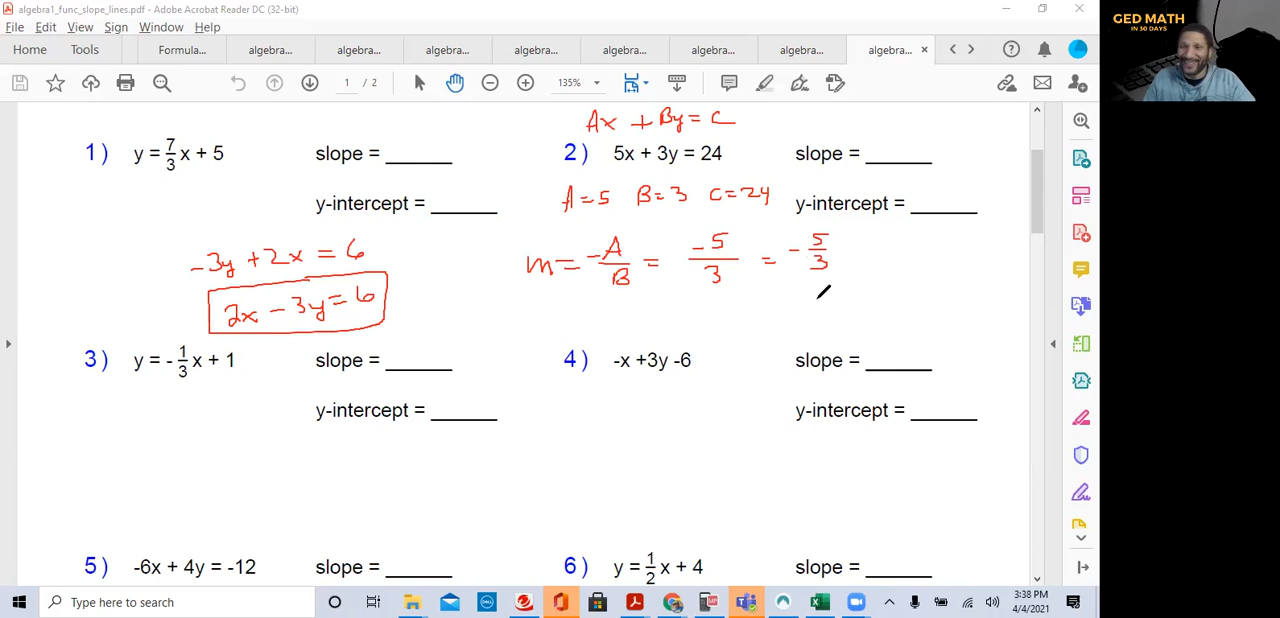 algebra1_func_slope_lines.pdf - Adobe Acrobat Reader DC (32-bit)
File Edit View Sign Window Help
Home Tools Formula... algebra... algebra... algebra... algebra... algebra... algebra... algebra... algebra... ×
1 / 2 135%
GED MATH
IN 30 DAYS
Ax + By = C
1) y = 7/3 x + 5 slope = ______ 2) 5x + 3y = 24 slope = ______
A = 5 B = 3 C = 24
y-intercept = ______ y-intercept = ______
-3y + 2x = 6
2x - 3y = 6
m = -A/B = -5/3 = - 5/3
3) y = - 1/3 x + 1 slope = ______ 4) -x +3y -6 slope = ______
y-intercept = ______ y-intercept = ______
5) -6x + 4y = -12 slope = ______ 6) y = 1/2 x + 4 slope = ______
Type here to search
3:38 PM
4/4/2021